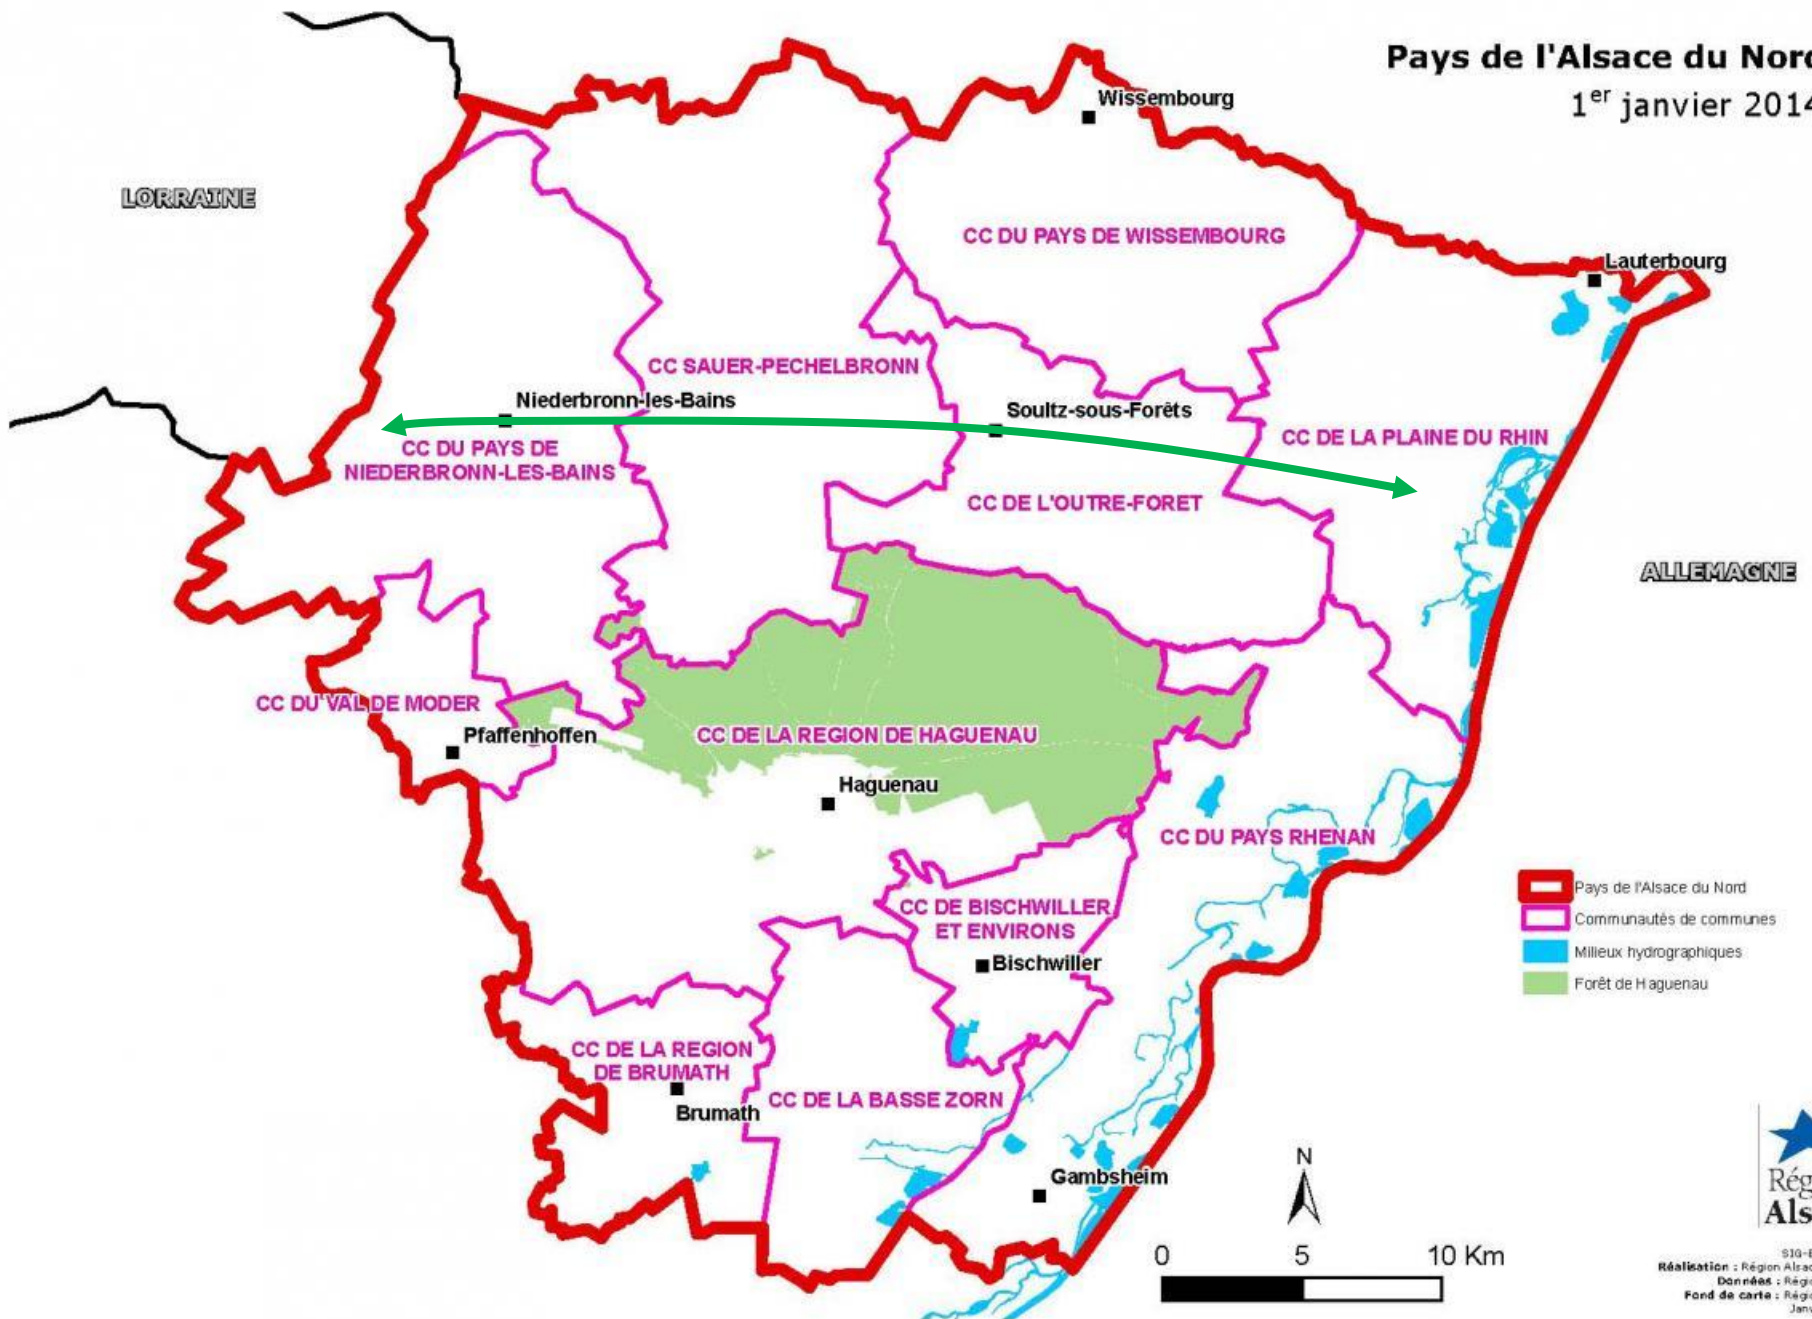 Pays de l'Alsace du Nord
1er janvier 2014
Wissembourg
LORRAINE
CC DU PAYS DE WISSEMBOURG
Lauterbourg
CC SAUER-PECHELBRONN
Niederbronn-les-Bains
Soultz-sous-Forêts
CC DE LA PLAINE DU RHIN
CC DU PAYS DE
NIEDERBRONN-LES-BAINS
CC DE L'OUTRE-FORET
ALLEMAGNE
CC DU VAL DE MODER
Pfaffenhoffen
CC DE LA REGION DE HAGUENAU
Haguenau
CC DU PAYS RHENAN
Pays de l'Alsace du Nord
Communautés de communes
Milieux hydrographiques
Forêt de Haguenau
CC DE BISCHWILLER
ET ENVIRONS
Bischwiller
CC DE LA REGION
DE BRUMATH
Brumath
CC DE LA BASSE ZORN
Gambsheim
N
0 5 10 Km
Rég
Als
SIG-
Réalisation : Région Alsa
Données : Régi
Fond de carte : Régi
Janv